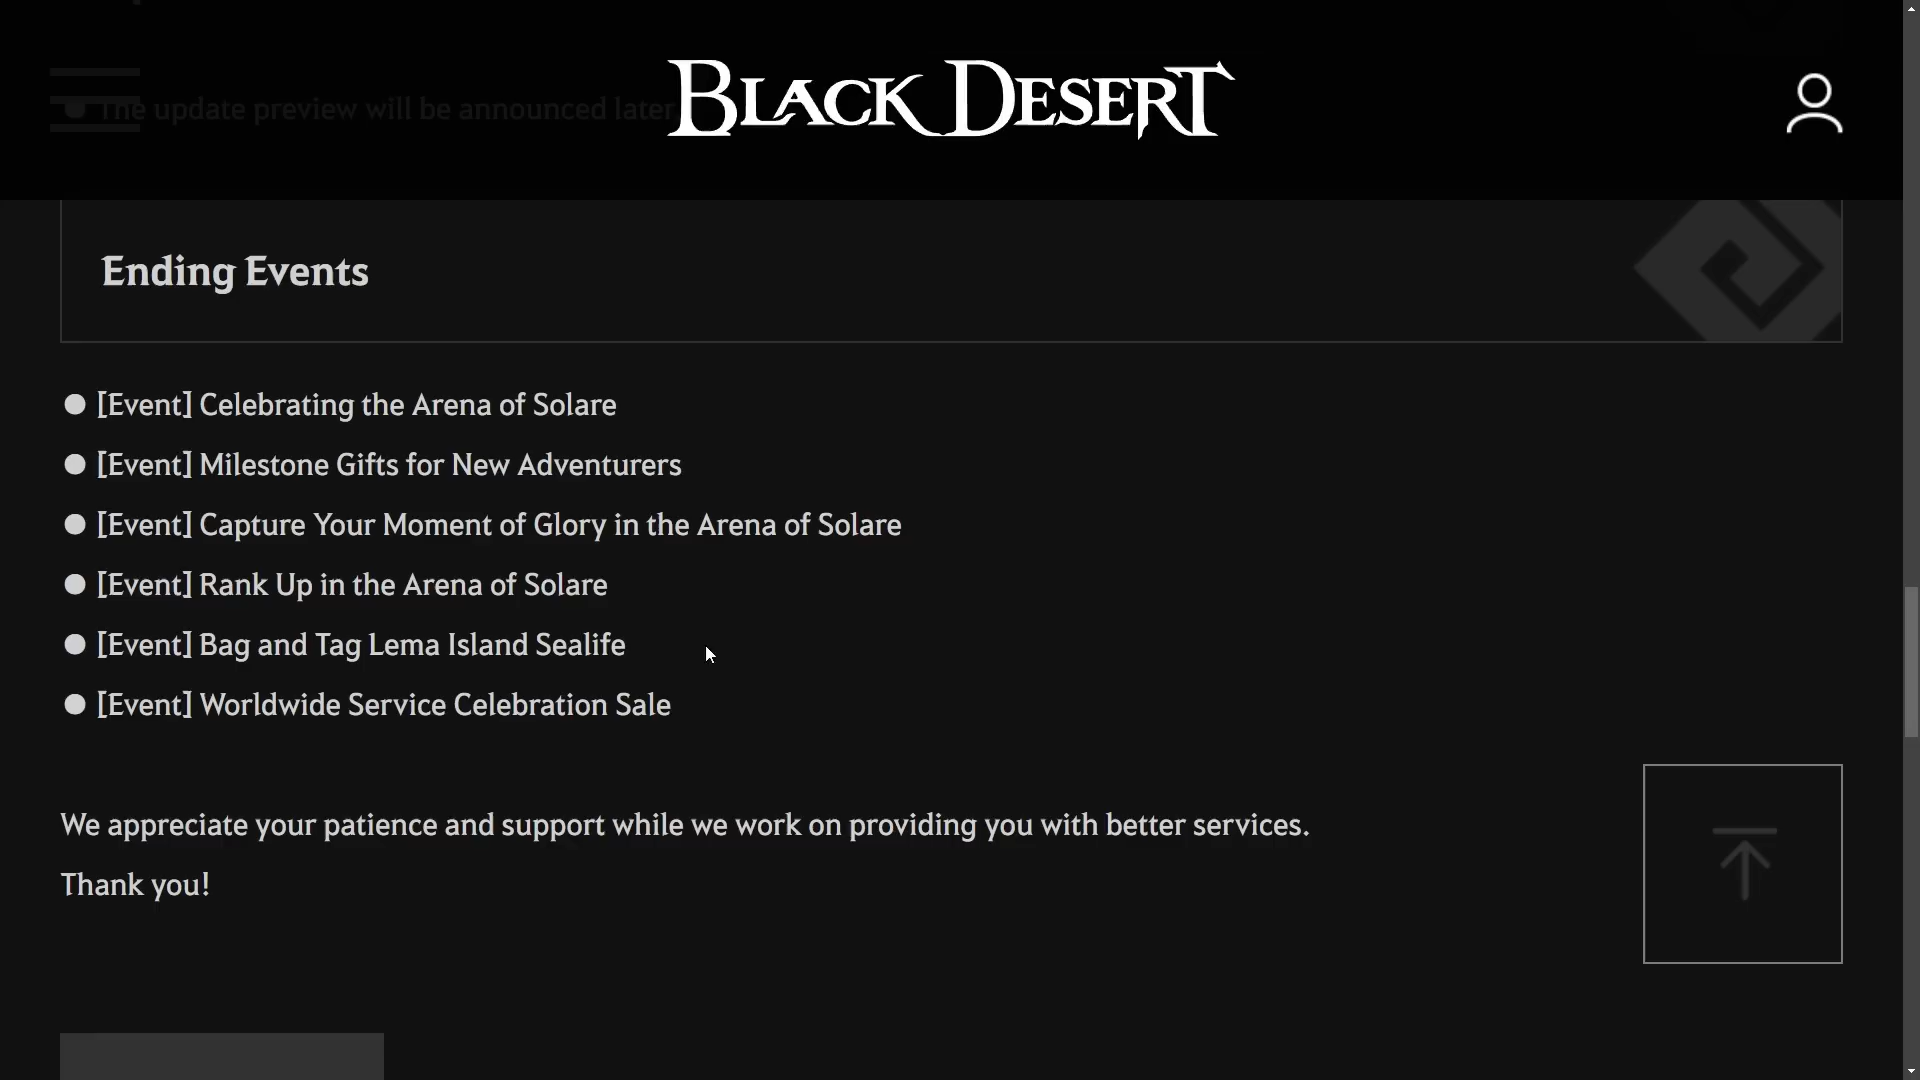 BLACK DESERT
The update preview will be announced later.
Ending Events
[Event] Celebrating the Arena of Solare
[Event] Milestone Gifts for New Adventurers
[Event] Capture Your Moment of Glory in the Arena of Solare
[Event] Rank Up in the Arena of Solare
[Event] Bag and Tag Lema Island Sealife
[Event] Worldwide Service Celebration Sale
We appreciate your patience and support while we work on providing you with better services.
Thank you!